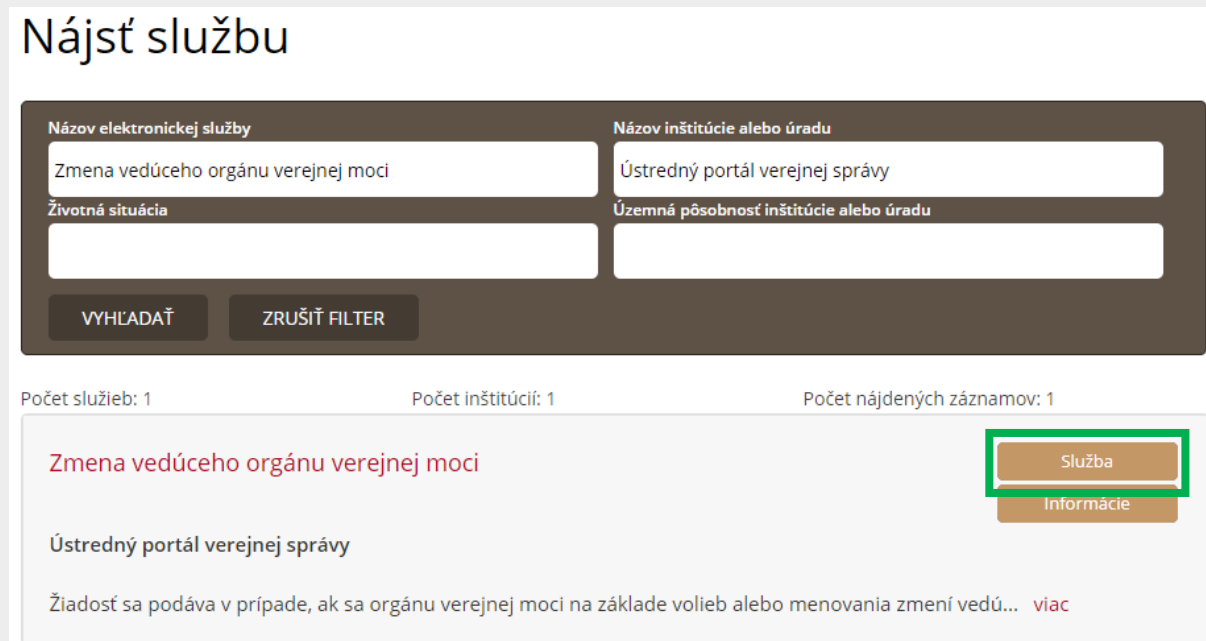 Nájsť službu
Názov elektronickej služby
Názov inštitúcie alebo úradu
Zmena vedúceho orgánu verejnej moci
Ústredný portál verejnej správy
Životná situácia
Územná pôsobnosť inštitúcie alebo úradu
VYHĽADAŤ
ZRUŠIŤ FILTER
Počet služieb: 1
Počet inštitúcií: 1
Počet nájdených záznamov: 1
Zmena vedúceho orgánu verejnej moci
Služba
Informácie
Ústredný portál verejnej správy
Žiadosť sa podáva v prípade, ak sa orgánu verejnej moci na základe volieb alebo menovania zmení vedú... viac